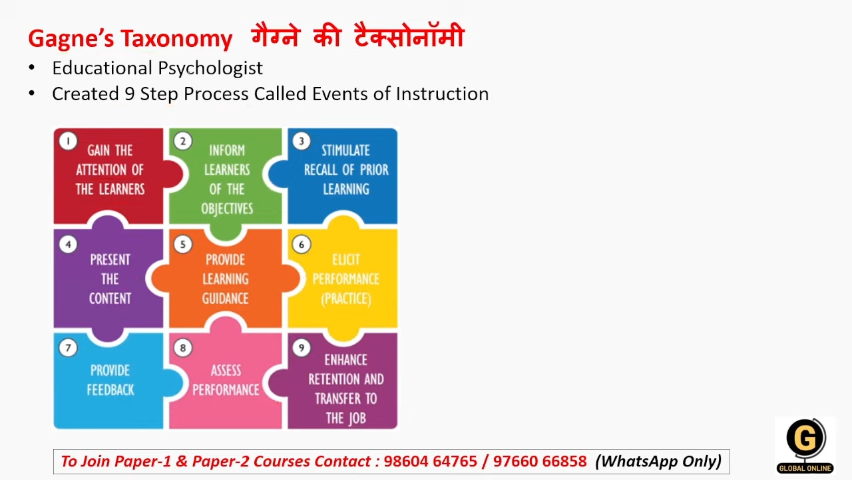 Gagne's Taxonomy गैग्ने की टैक्सोनॉमी
• Educational Psychologist
• Created 9 Step Process Called Events of Instruction
1
GAIN THE
ATTENTION OF
THE LEARNERS
2
INFORM
LEARNERS
OF THE
OBJECTIVES
3
STIMULATE
RECALL OF PRIOR
LEARNING
4
PRESENT
THE
CONTENT
5
PROVIDE
LEARNING
GUIDANCE
6
ELICIT
PERFORMANCE
(PRACTICE)
7
PROVIDE
FEEDBACK
8
ASSESS
PERFORMANCE
9
ENHANCE
RETENTION AND
TRANSFER TO
THE JOB
To Join Paper-1 & Paper-2 Courses Contact : 98604 64765 / 97660 66858 (WhatsApp Only)
G
GLOBAL ONLINE